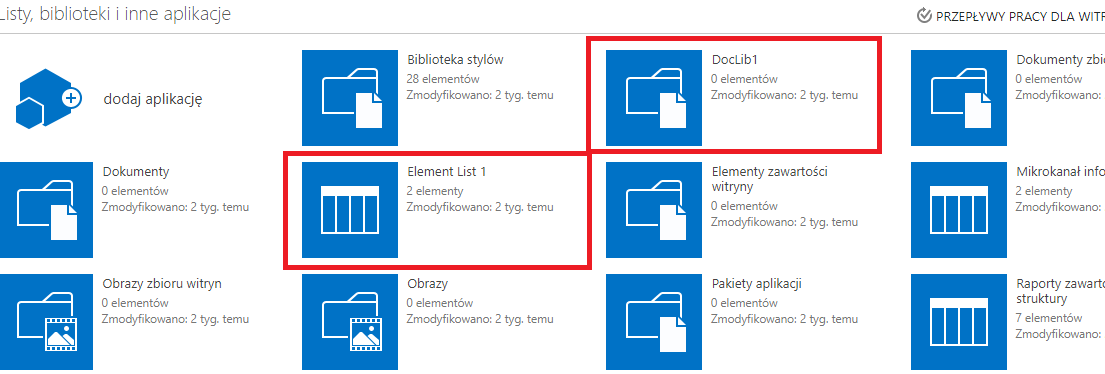 Listy, biblioteki i inne aplikacje
PRZEPŁYWY PRACY DLA WITR
dodaj aplikację
Biblioteka stylów
28 elementów
Zmodyfikowano: 2 tyg. temu
DocLib1
0 elementów
Zmodyfikowano: 2 tyg. temu
Dokumenty zbio
0 elementów
Zmodyfikowano:
Dokumenty
0 elementów
Zmodyfikowano: 2 tyg. temu
Element List 1
2 elementy
Zmodyfikowano: 2 tyg. temu
Elementy zawartości
witryny
0 elementów
Zmodyfikowano: 2 tyg. temu
Mikrokanał info
2 elementy
Zmodyfikowano:
Obrazy zbioru witryn
0 elementów
Zmodyfikowano: 2 tyg. temu
Obrazy
0 elementów
Zmodyfikowano: 2 tyg. temu
Pakiety aplikacji
0 elementów
Zmodyfikowano: 2 tyg. temu
Raporty zawarto
struktury
7 elementów
Zmodyfikowano: